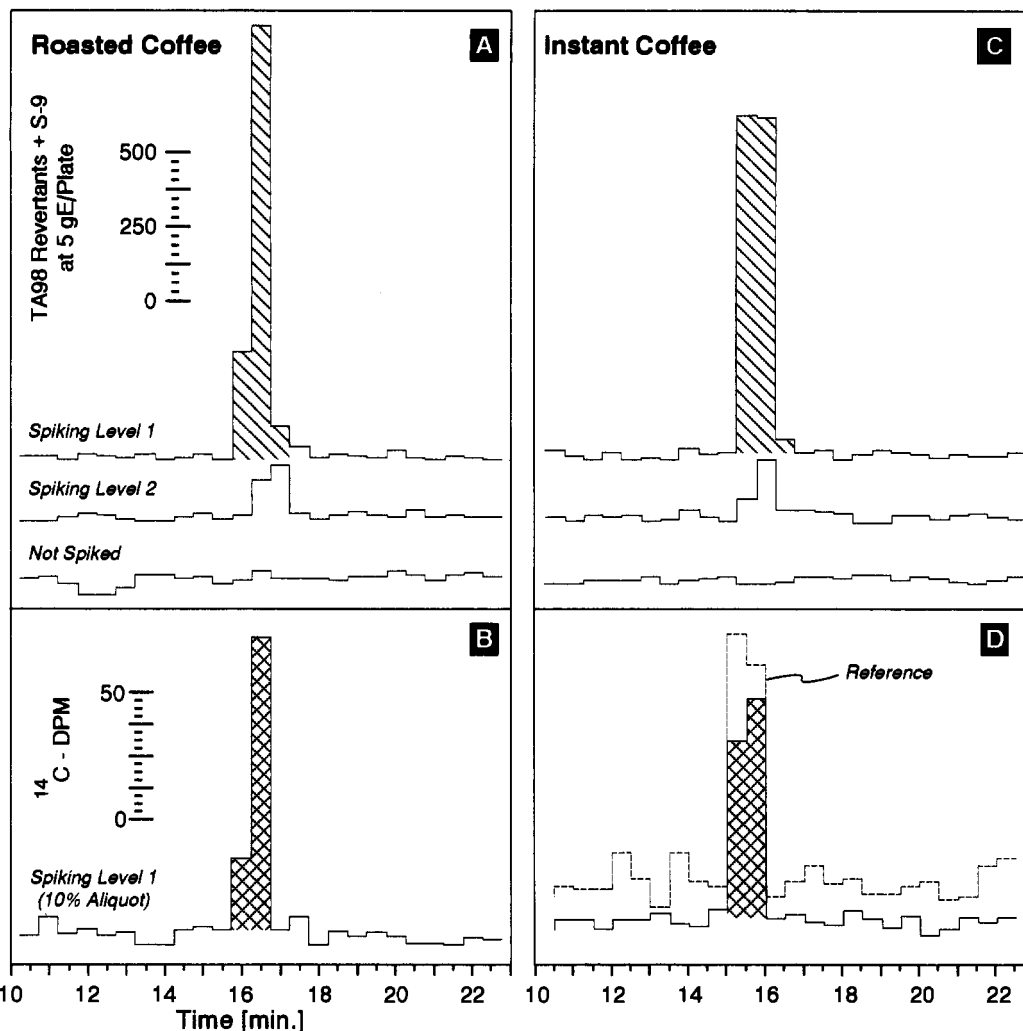 Roasted Coffee
A
TA98 Revertants + S-9
at 5 gE/Plate
500
250
0
Spiking Level 1
Spiking Level 2
Not Spiked
Instant Coffee
C
B
50
14
C - DPM
0
Spiking Level 1
(10% Aliquot)
D
Reference
10 12 14 16 18 20 22
Time [min.]
10 12 14 16 18 20 22